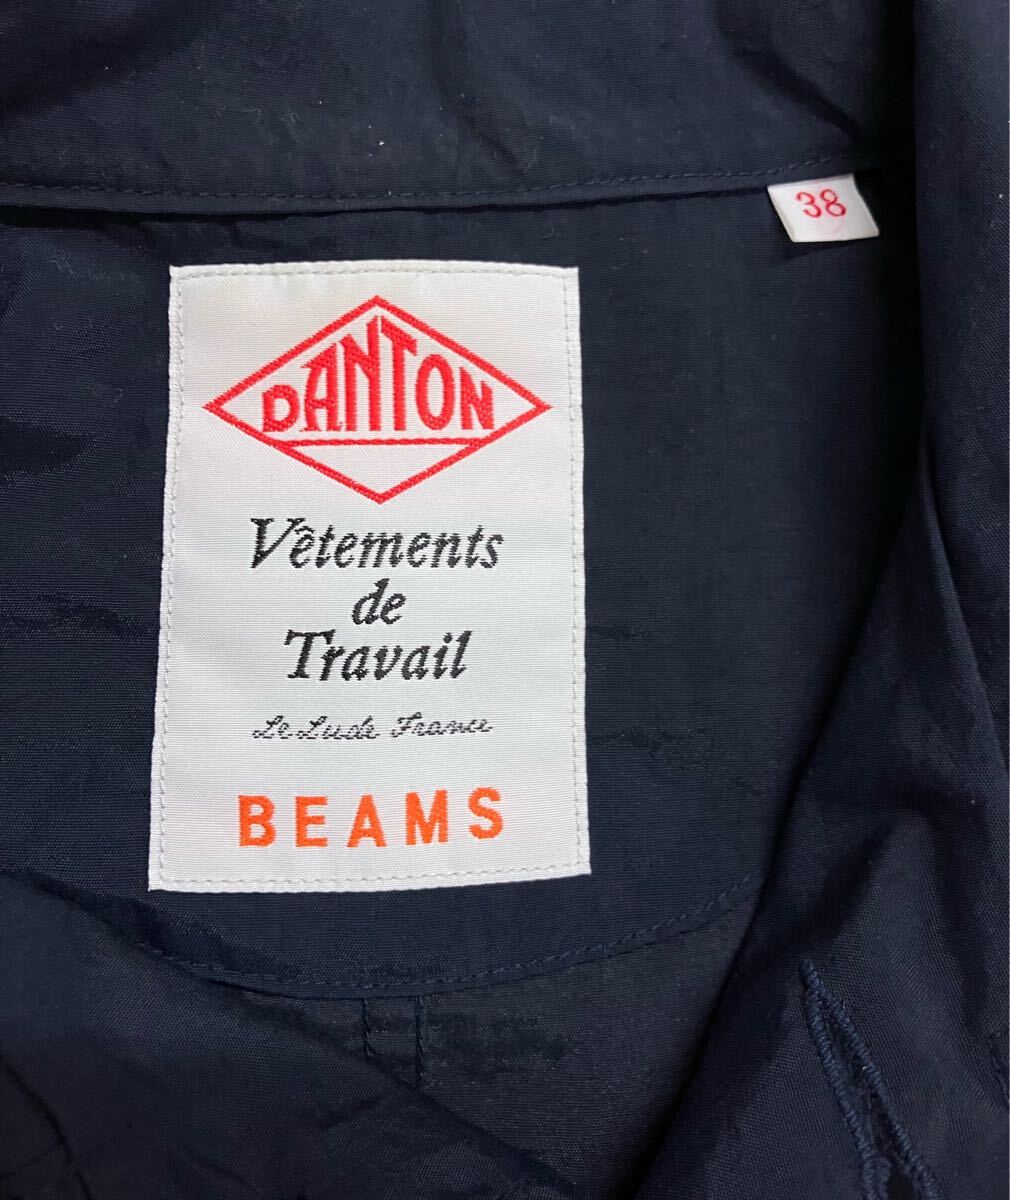 38
DANTON
Vêtements
de
Travail
Le Lude France
BEAMS